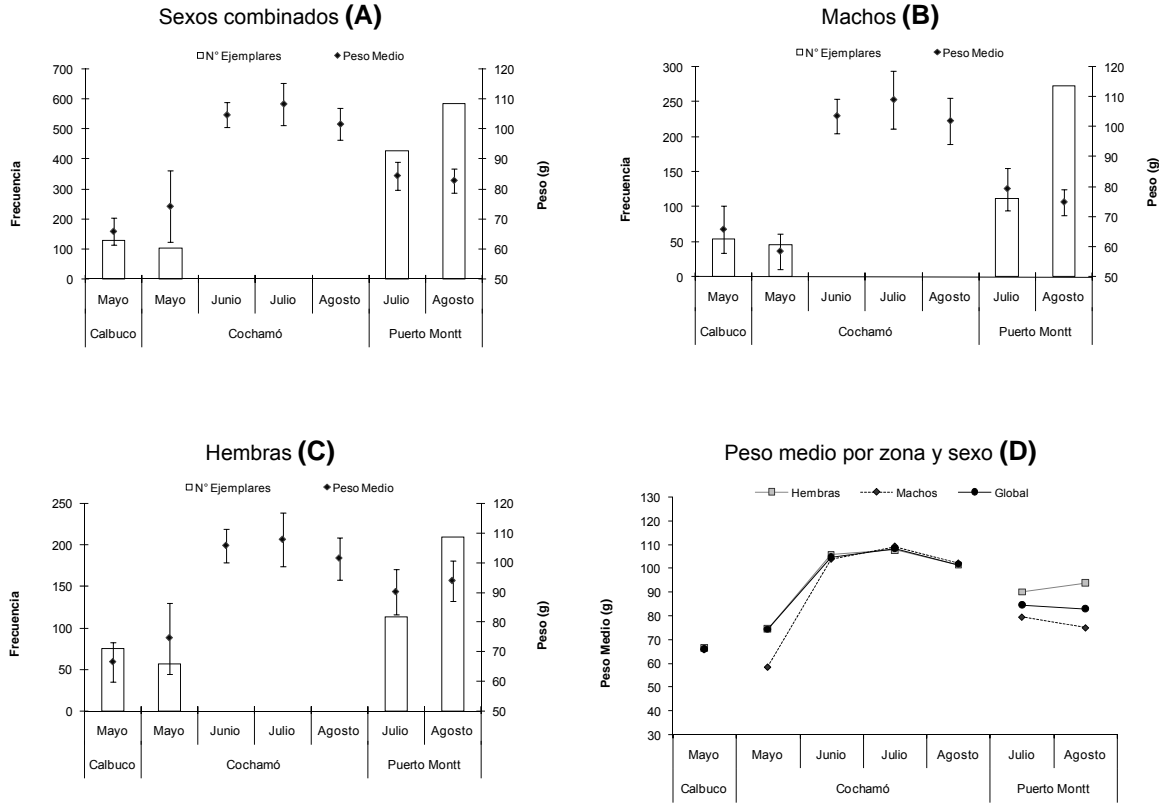 Sexos combinados (A)
N° Ejemplares Peso Medio
Frecuencia
700
600
500
400
300
200
100
0
120
110
100
90
80
70
60
50
Peso (g)
Mayo Mayo Junio Julio Agosto Julio Agosto
Calbuco Cochamó Puerto Montt
Machos (B)
N° Ejemplares Peso Medio
Frecuencia
300
250
200
150
100
50
0
120
110
100
90
80
70
60
50
Peso (g)
Mayo Mayo Junio Julio Agosto Julio Agosto
Calbuco Cochamó Puerto Montt
Hembras (C)
N° Ejemplares Peso Medio
Frecuencia
250
200
150
100
50
0
120
110
100
90
80
70
60
50
Peso (g)
Mayo Mayo Junio Julio Agosto Julio Agosto
Calbuco Cochamó Puerto Montt
Peso medio por zona y sexo (D)
Hembras Machos Global
Peso Medio (g)
130
120
110
100
90
80
70
60
50
40
30
Mayo Mayo Junio Julio Agosto Julio Agosto
Calbuco Cochamó Puerto Montt